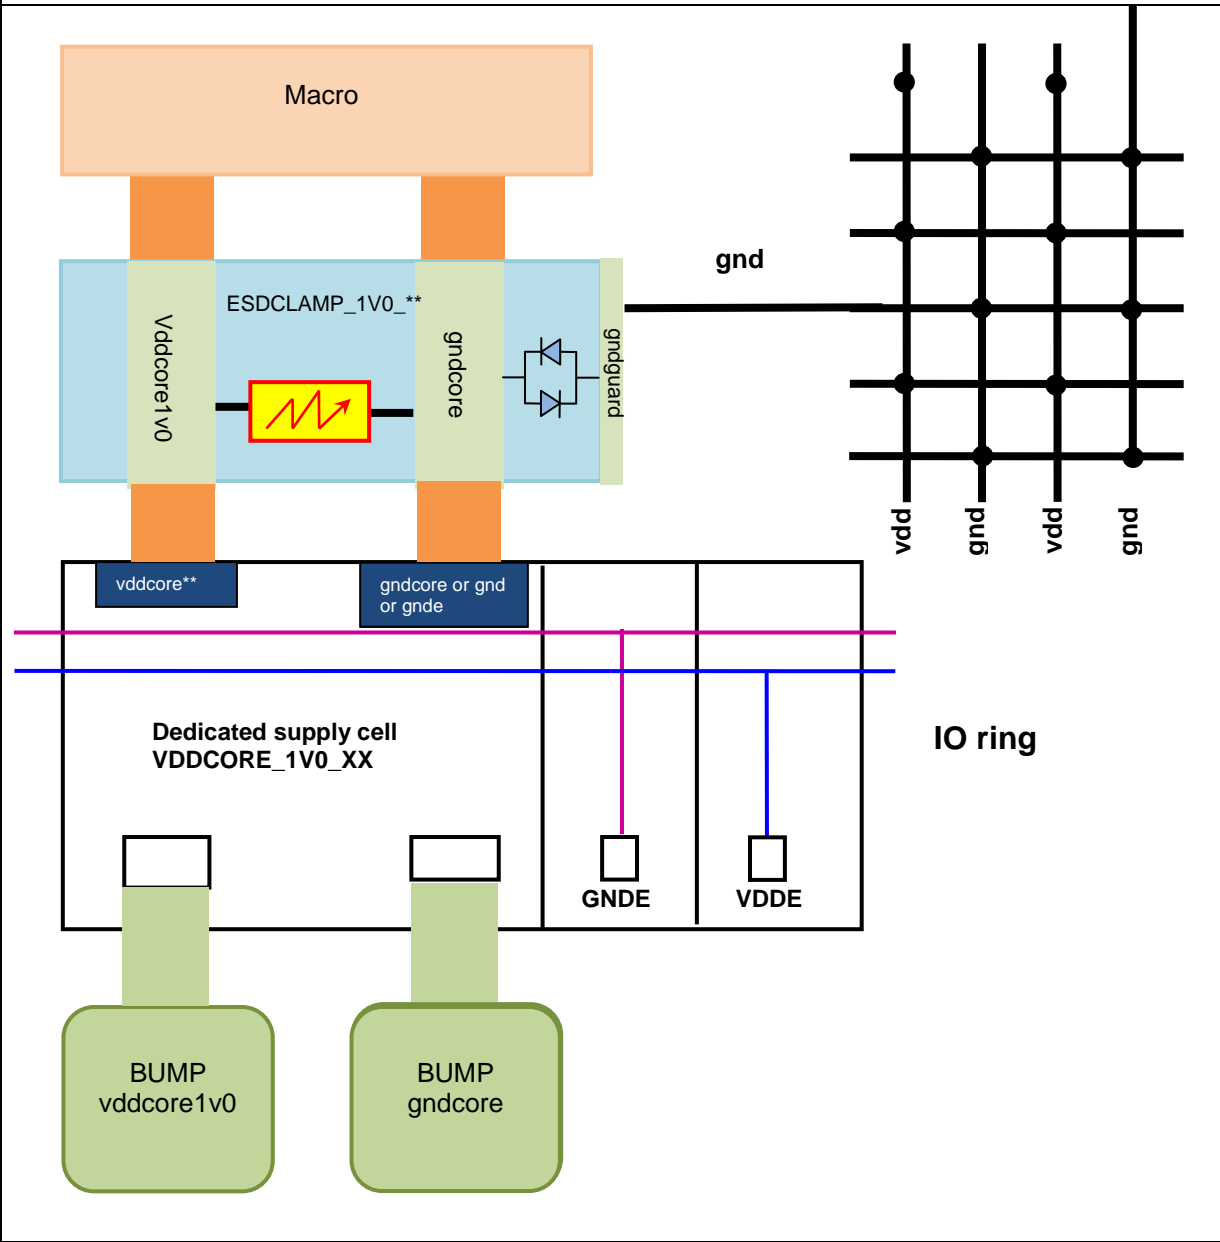 Macro
gnd
ESDCLAMP_1V0_**
Vddcore1v0
gndcore
gndguard
vdd
gnd
vdd
gnd
vddcore**
gndcore or gnd
or gnde
Dedicated supply cell
VDDCORE_1V0_XX
IO ring
GNDE
VDDE
BUMP
vddcore1v0
BUMP
gndcore